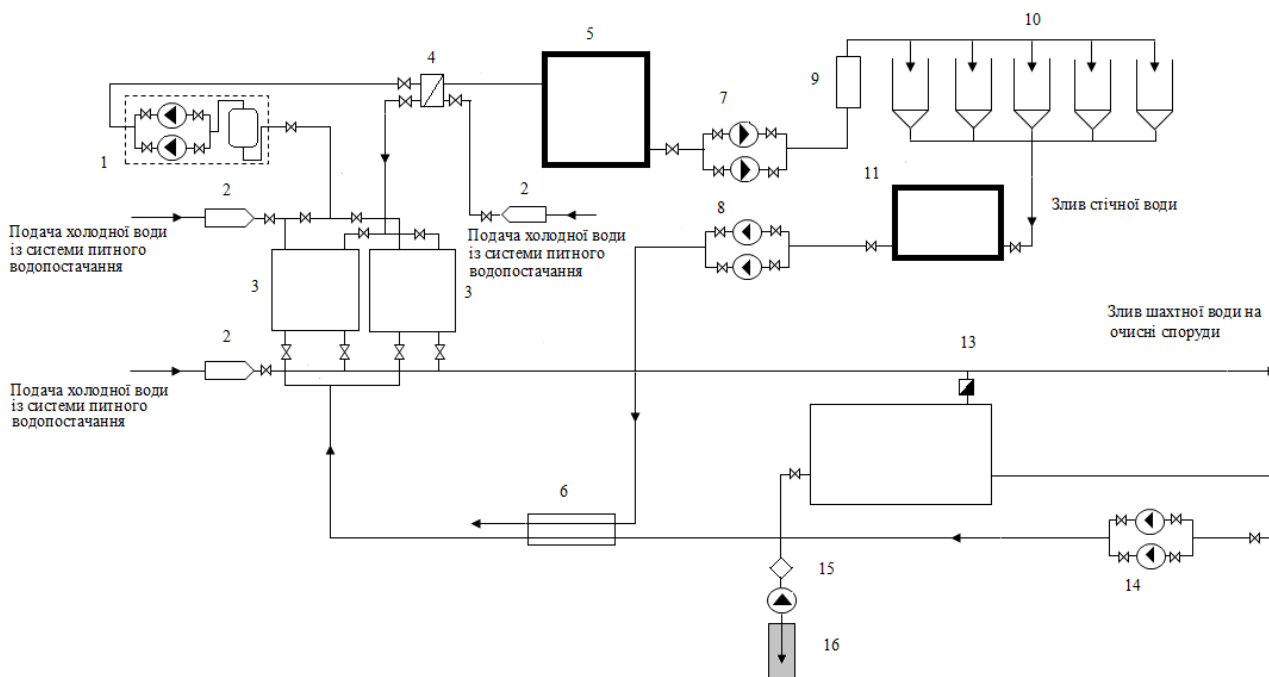 10
5
4
7
9
1
2
2
11
8
Подача холодної води
із системи питного
водопостачання
Подача холодної води
із системи питного
водопостачання
Злив стічної води
3
3
Злив шахтної води на
очисні споруди
2
13
Подача холодної води
із системи питного
водопостачання
6
15
14
16